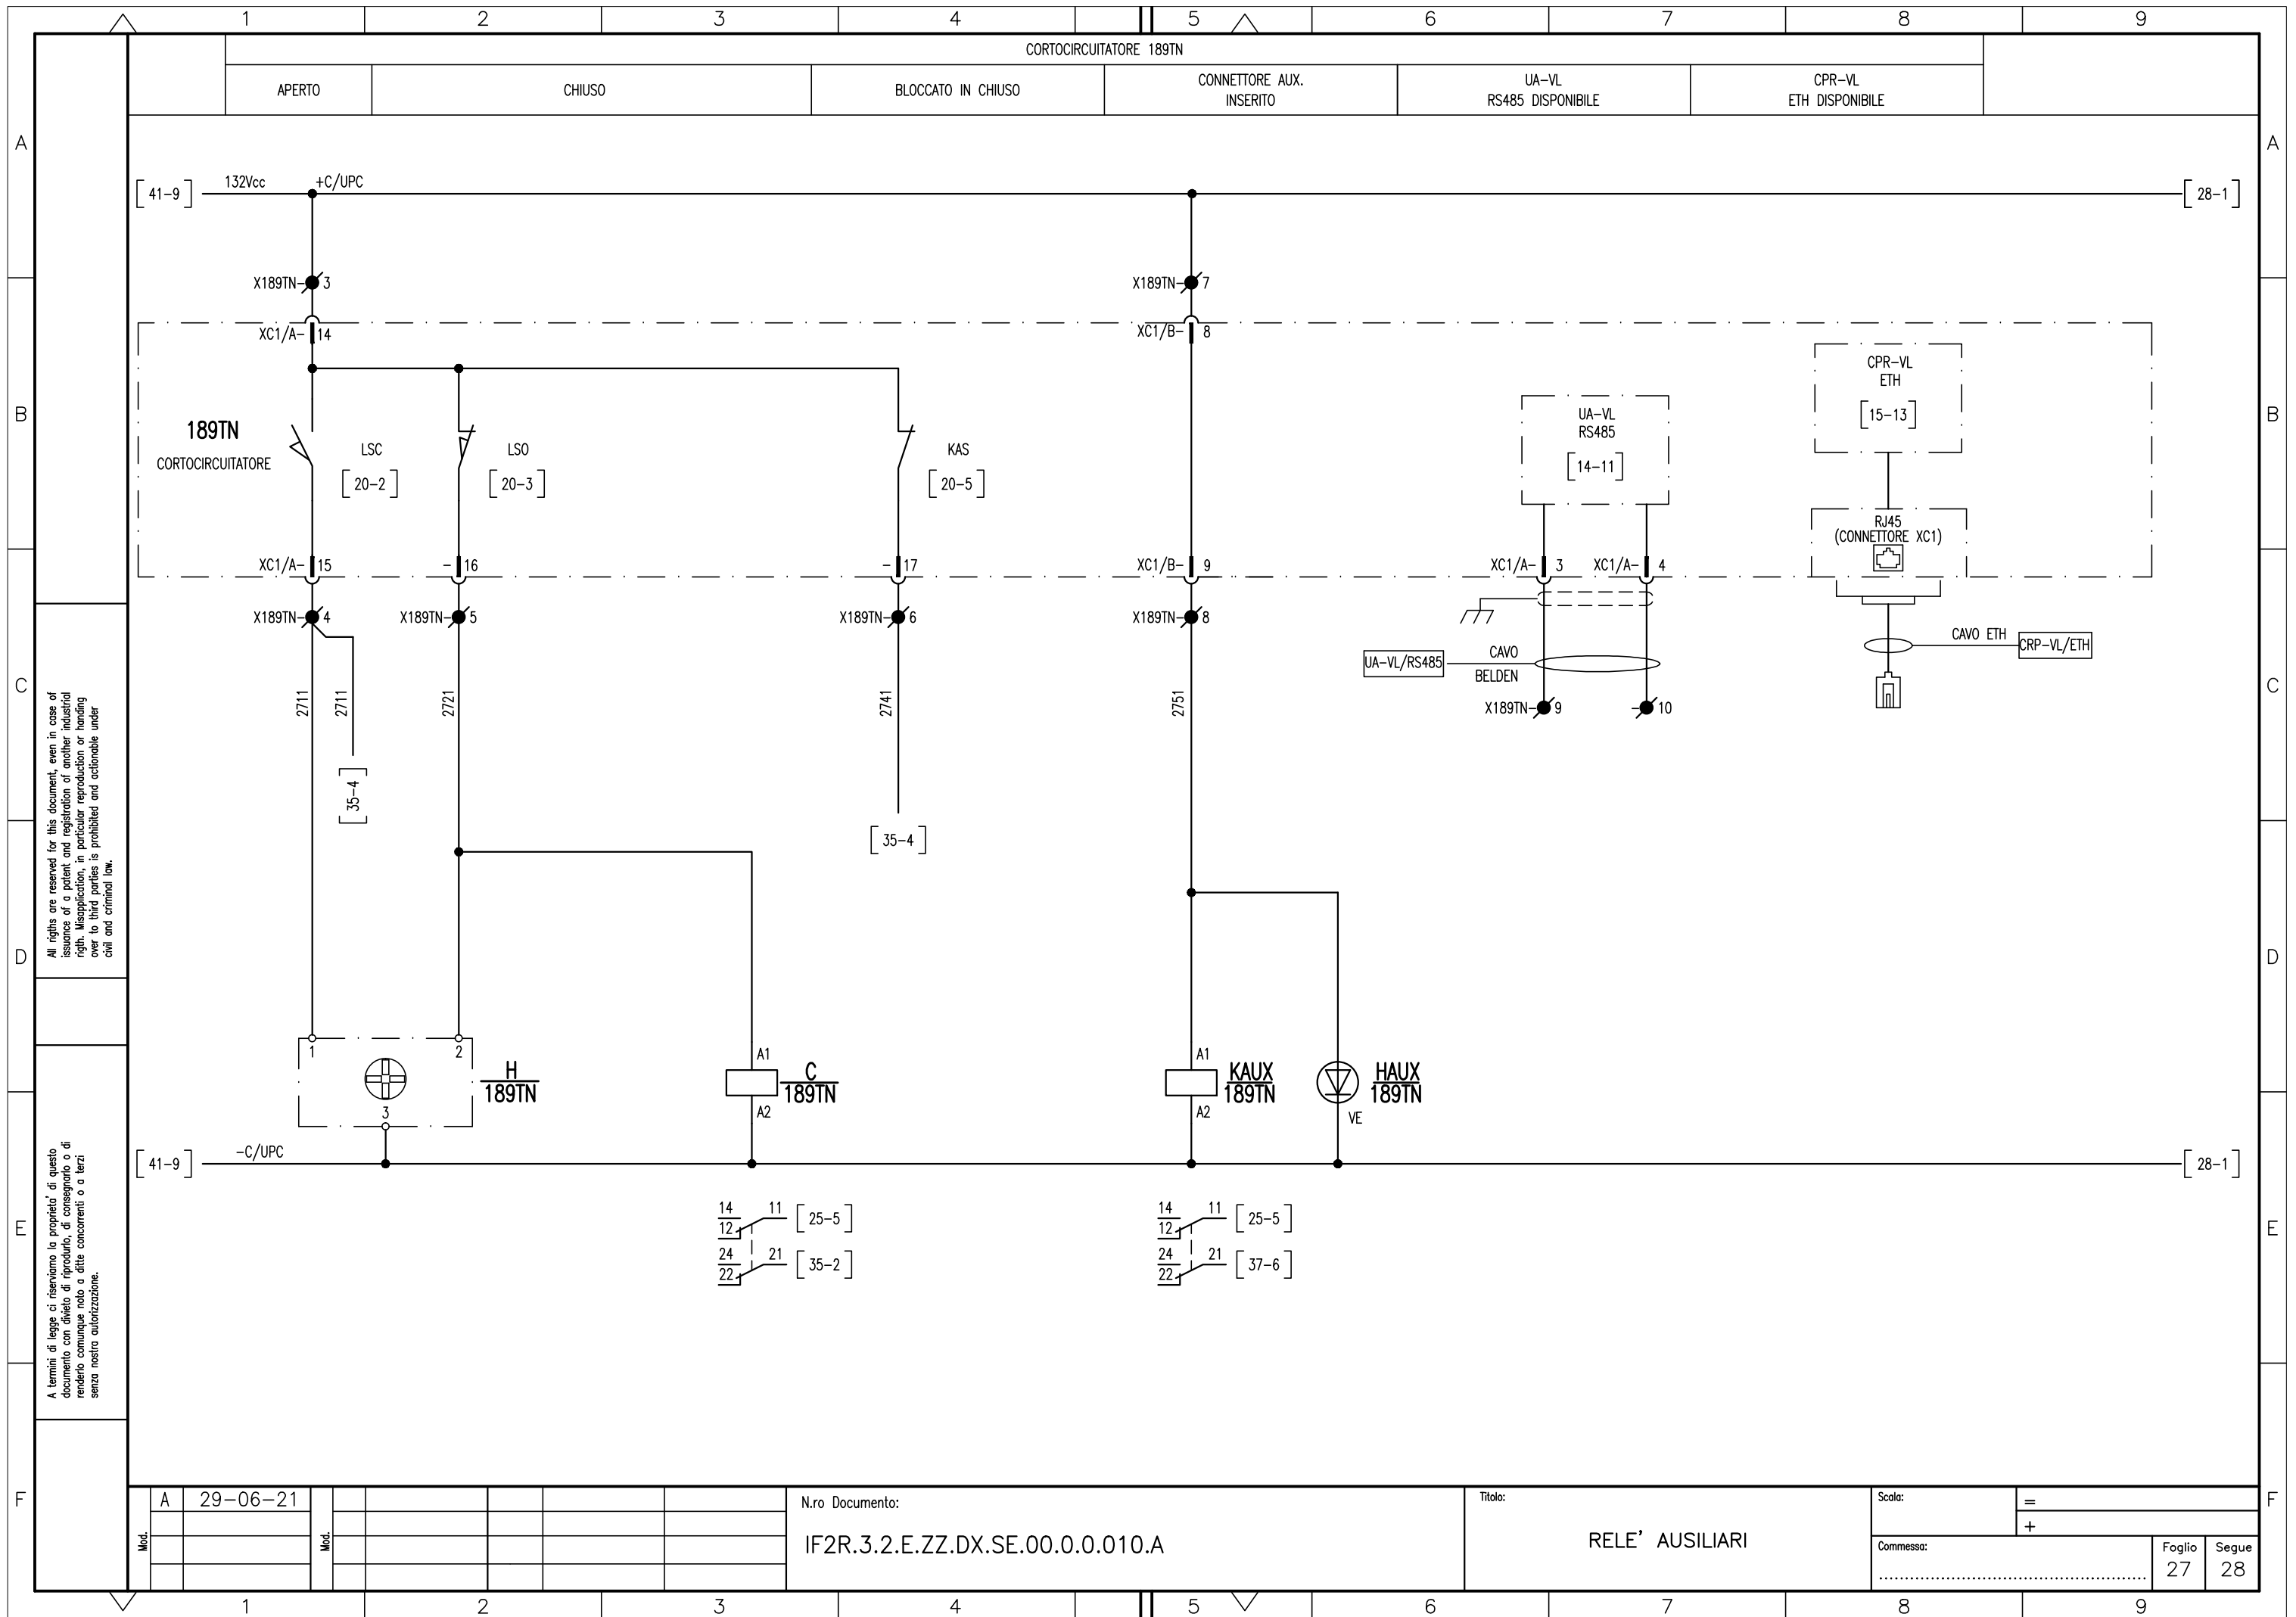 1 2 3 4 5 6 7 8 9
CORTOCIRCUITATORE 189TN
APERTO
CHIUSO
BLOCCATO IN CHIUSO
CONNETTORE AUX.
INSERITO
UA-VL
RS485 DISPONIBILE
CPR-VL
ETH DISPONIBILE
A A
41-9
132Vcc
+C/UPC
28-1
X189TN- 3
X189TN- 7
XC1/A- 14
XC1/B- 8
B B
189TN
CORTOCIRCUITATORE
LSC
20-2
LSO
20-3
KAS
20-5
UA-VL
RS485
14-11
CPR-VL
ETH
15-13
RJ45
(CONNETTORE XC1)
XC1/A- 15
- 16
- 17
XC1/B- 9
XC1/A- 3
XC1/A- 4
X189TN- 4
X189TN- 5
X189TN- 6
X189TN- 8
C C
UA-VL/RS485
CAVO
BELDEN
CAVO ETH
CRP-VL/ETH
2711
2711
2721
2741
2751
X189TN- 9
- 10
35-4
35-4
All rigths are reserved for this document, even in case of
issuance of a patent and registration of another industrial
rigth. Misapplication, in particular reproduction or handing
over to third parties is prohibited and actionable under
civil and criminal law.
D D
1
2
3
H
189TN
A1
A2
C
189TN
A1
A2
KAUX
189TN
HAUX
189TN
VE
41-9
-C/UPC
28-1
E E
14
12
11
25-5
24
22
21
35-2
14
12
11
25-5
24
22
21
37-6
A termini di legge ci riserviamo la proprieta' di questo
documento con divieto di riprodurlo, di consegnarlo o di
renderlo comunque noto a ditte concorrenti o a terzi
senza nostra autorizzazione.
F F
Mod.
A 29-06-21
Mod.
N.ro Documento:
IF2R.3.2.E.ZZ.DX.SE.00.0.0.010.A
Titolo:
RELE' AUSILIARI
Scala:
=
+
Commessa:
Foglio
27
Segue
28
1 2 3 4 5 6 7 8 9